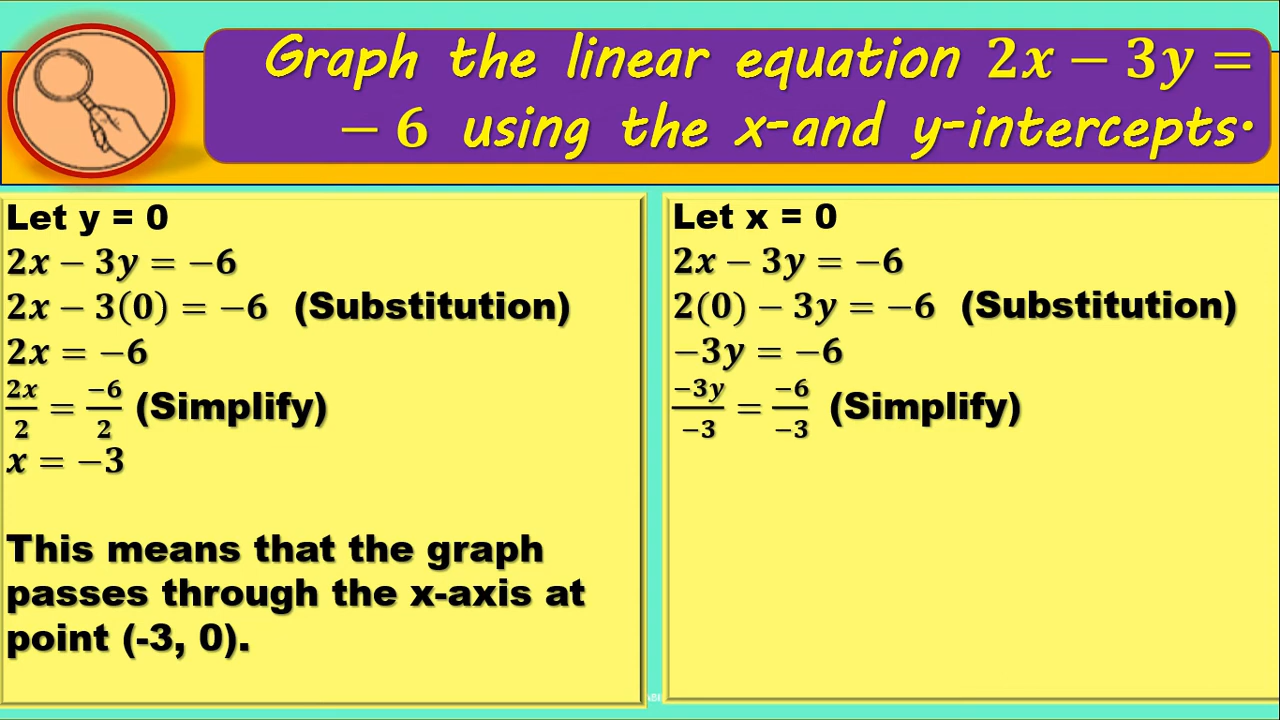 Graph the linear equation 2x − 3y =
− 6 using the x-and y-intercepts.
Let y = 0
2x − 3y = −6
2x − 3(0) = −6 (Substitution)
2x = −6
2x/2 = −6/2 (Simplify)
x = −3
This means that the graph
passes through the x-axis at
point (-3, 0).
Let x = 0
2x − 3y = −6
2(0) − 3y = −6 (Substitution)
−3y = −6
−3y/−3 = −6/−3 (Simplify)